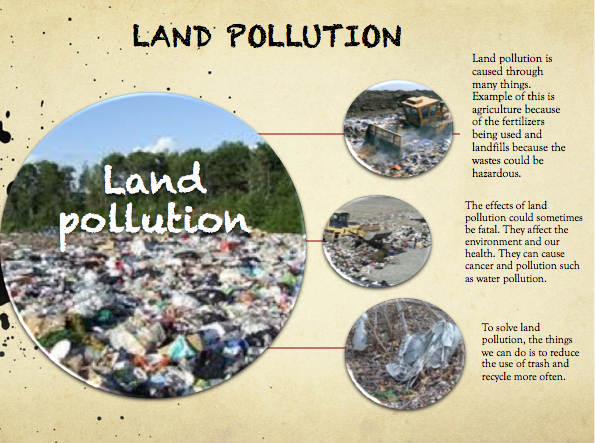 LAND POLLUTION
Land
pollution
Land pollution is
caused through
many things.
Example of this is
agriculture because
of the fertilizers
being used and
landfills because the
wastes could be
hazardous.
The effects of land
pollution could sometimes
be fatal. They affect the
environment and our
health. They can cause
cancer and pollution such
as water pollution.
To solve land
pollution, the things
we can do is to reduce
the use of trash and
recycle more often.